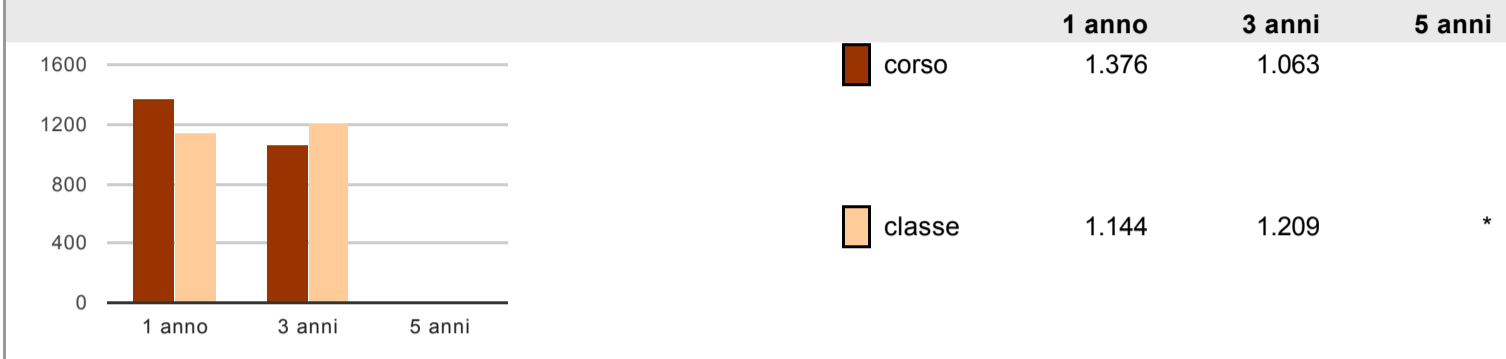 1 anno 3 anni 5 anni
1600
corso 1.376 1.063
1200
800
classe 1.144 1.209 *
400
0
1 anno 3 anni 5 anni